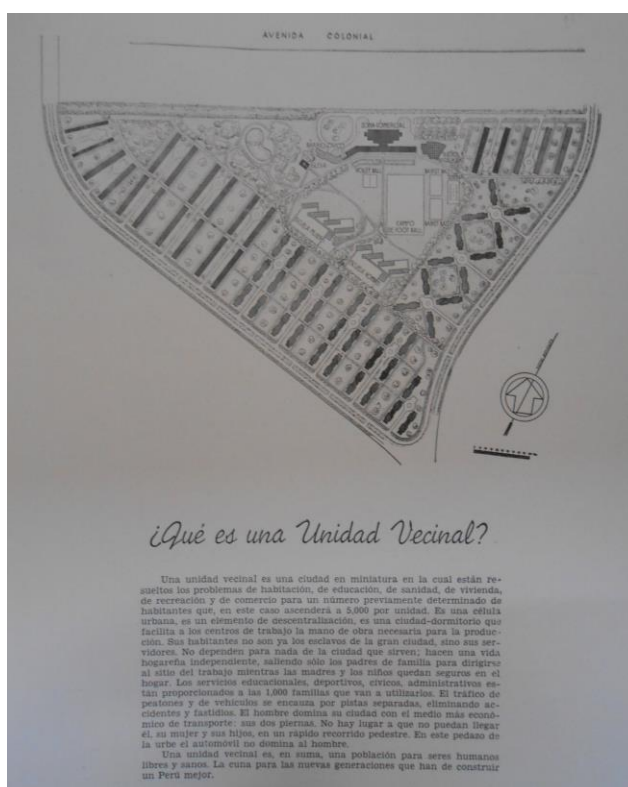 AVENIDA COLONIAL
ZONA COMERCIAL
CAMPO
DE FOOT BALL
¿Qué es una Unidad Vecinal?
Una unidad vecinal es una ciudad en miniatura en la cual están re-
sueltos los problemas de habitación, de educación, de sanidad, de vivienda,
de recreación y de comercio para un número previamente determinado de
habitantes que, en este caso ascenderá a 5,000 por unidad. Es una célula
urbana, es un elemento de descentralización, es una ciudad-dormitorio que
facilita a los centros de trabajo la mano de obra necesaria para la produc-
ción. Sus habitantes no son ya los esclavos de la gran ciudad, sino sus ser-
vidores. No dependen para nada de la ciudad que sirven; hacen una vida
hogareña independiente, saliendo sólo los padres de familia para dirigirse
al sitio del trabajo mientras las madres y los niños quedan seguros en el
hogar. Los servicios educacionales, deportivos, cívicos, administrativos es-
tán proporcionados a las 1,000 familias que van a utilizarlos. El tráfico de
peatones y de vehículos se encauza por pistas separadas, eliminando ac-
cidentes y fastidios. El hombre domina su ciudad con el medio más econó-
mico de transporte: sus dos piernas. No hay lugar a que no puedan llegar
él, su mujer y sus hijos, en un rápido recorrido pedestre. En este pedazo de
la urbe el automóvil no domina al hombre.
Una unidad vecinal es, en suma, una población para seres humanos
libres y sanos. La cuna para las nuevas generaciones que han de construir
un Perú mejor.